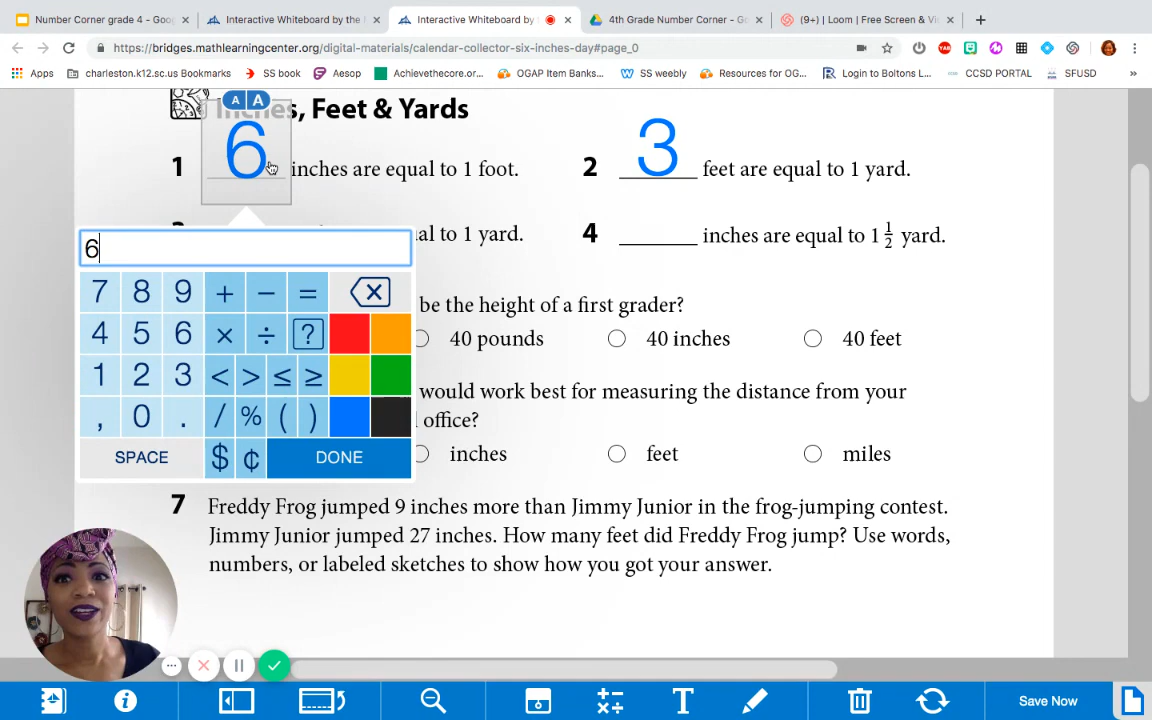 Number Corner grade 4 - Goo
Interactive Whiteboard by the
Interactive Whiteboard by
4th Grade Number Corner - Go
(9+) | Loom | Free Screen & Vi
https://bridges.mathlearningcenter.org/digital-materials/calendar-collector-six-inches-day#page_0
YAB
Apps
charleston.k12.sc.us Bookmarks
SS book
Aesop
Achievethecore.or...
OGAP Item Banks...
SS weekly
Resources for OG...
Login to Boltons L...
CCSD PORTAL
SFUSD
»
A A
Inches, Feet & Yards
1 6 inches are equal to 1 foot.
2 3 feet are equal to 1 yard.
al to 1 yard.
4 ______ inches are equal to 1 1/2 yard.
6
7 8 9 + − =
4 5 6 × ÷ ?
1 2 3 < > ≤ ≥
, 0 . / % ( )
SPACE $ ¢ DONE
be the height of a first grader?
40 pounds 40 inches 40 feet
would work best for measuring the distance from your
office?
inches feet miles
7 Freddy Frog jumped 9 inches more than Jimmy Junior in the frog-jumping contest.
Jimmy Junior jumped 27 inches. How many feet did Freddy Frog jump? Use words,
numbers, or labeled sketches to show how you got your answer.
Save Now